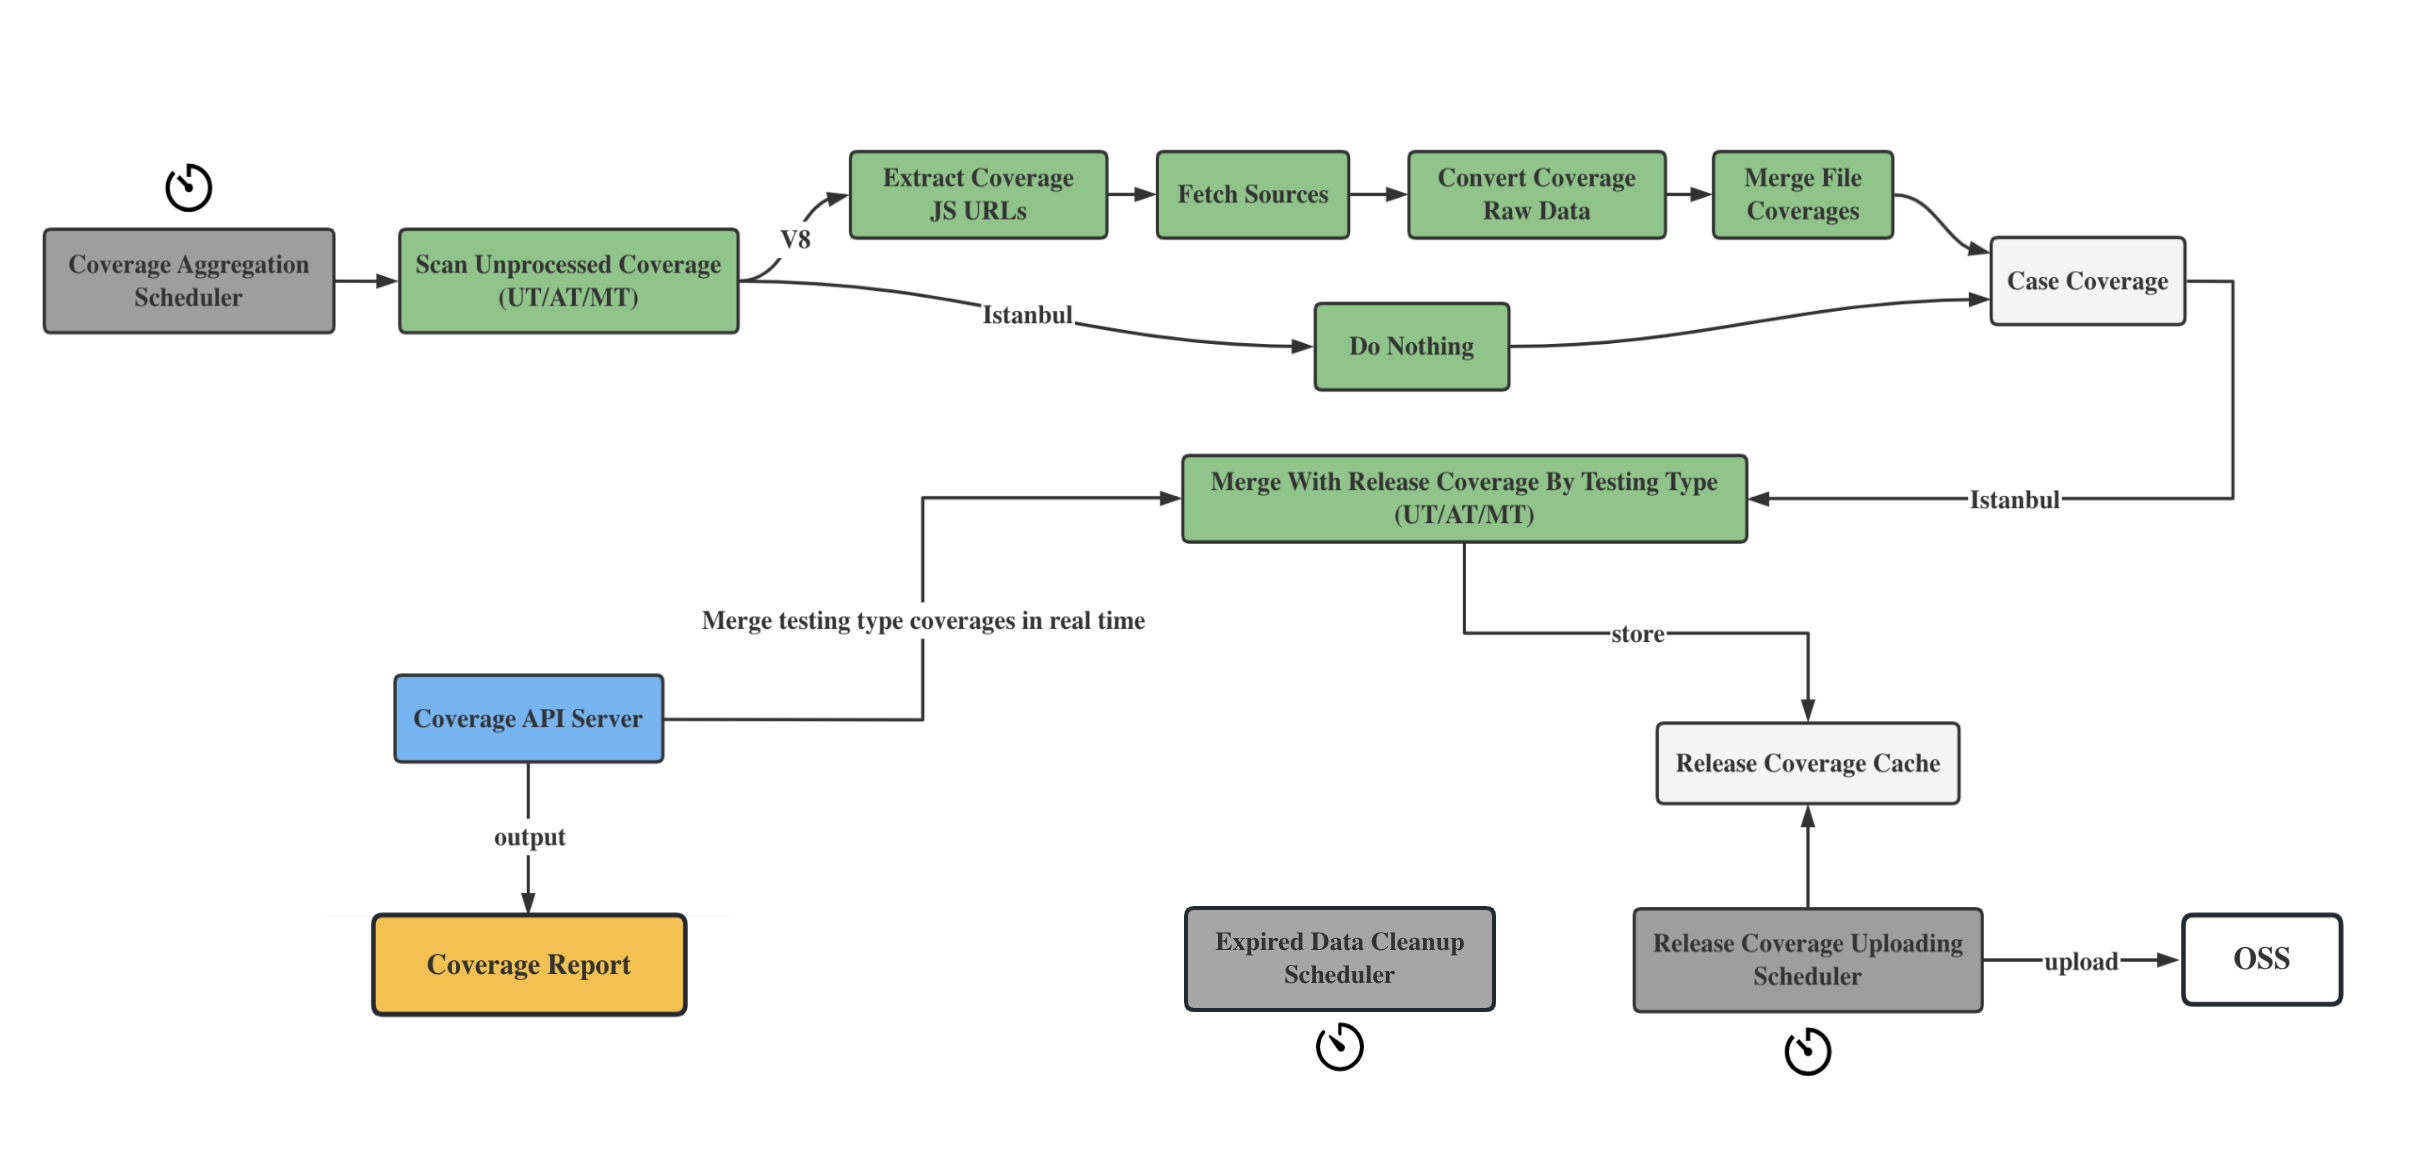 Coverage Aggregation
Scheduler
Scan Unprocessed Coverage
(UT/AT/MT)
V8
Extract Coverage
JS URLs
Fetch Sources
Convert Coverage
Raw Data
Merge File
Coverages
Istanbul
Do Nothing
Case Coverage
Merge With Release Coverage By Testing Type
(UT/AT/MT)
Istanbul
Merge testing type coverages in real time
store
Coverage API Server
Release Coverage Cache
output
Coverage Report
Expired Data Cleanup
Scheduler
Release Coverage Uploading
Scheduler
upload
OSS